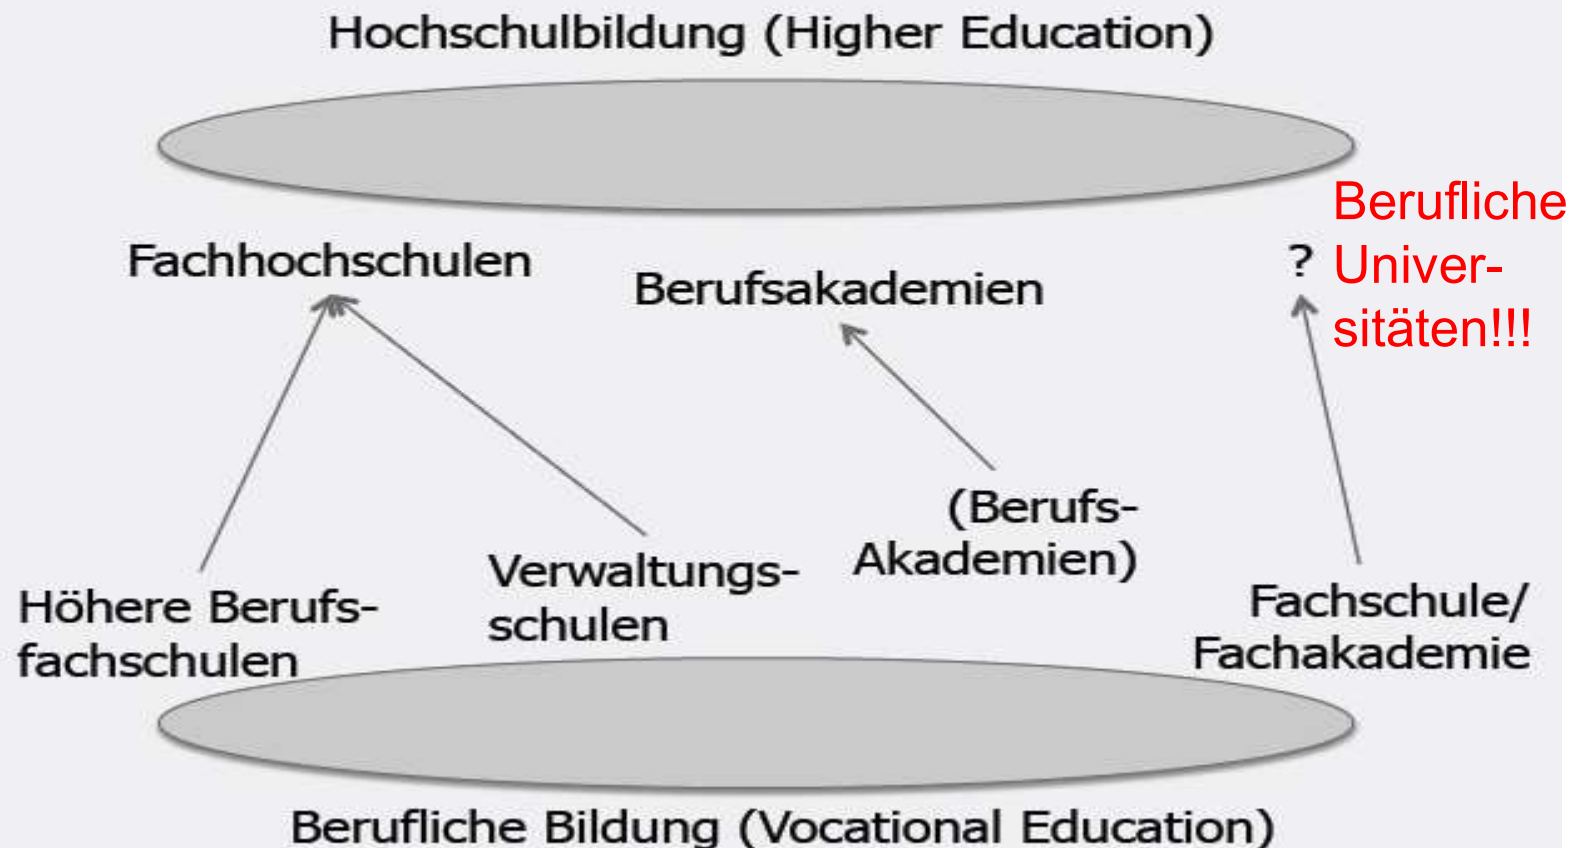 Hochschulbildung (Higher Education)
Fachhochschulen
Berufsakademien
?
Berufliche
Univer-
sitäten!!!
Höhere Berufs-
fachschulen
Verwaltungs-
schulen
(Berufs-
Akademien)
Fachschule/
Fachakademie
Berufliche Bildung (Vocational Education)